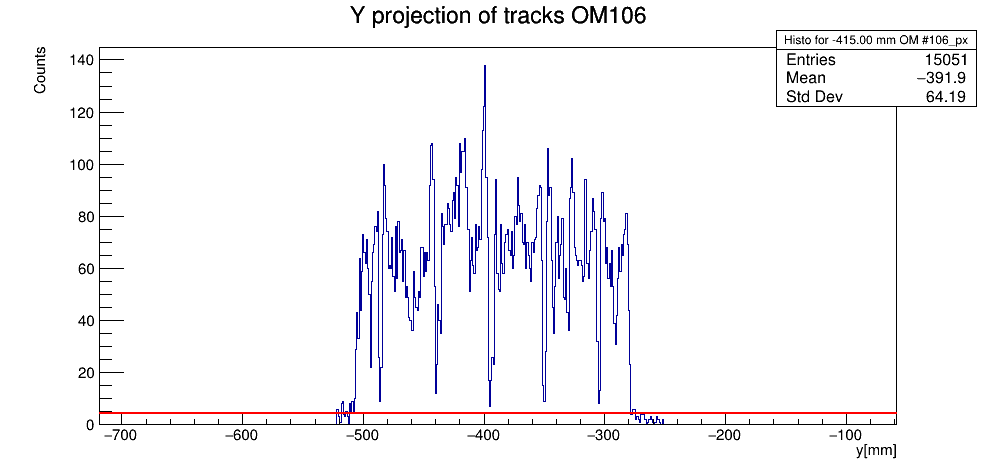 Y projection of tracks OM106
Histo for -415.00 mm OM #106_px
Entries 15051
Mean −391.9
Std Dev 64.19
Counts
140
120
100
80
60
40
20
0
−700 −600 −500 −400 −300 −200 −100
y[mm]